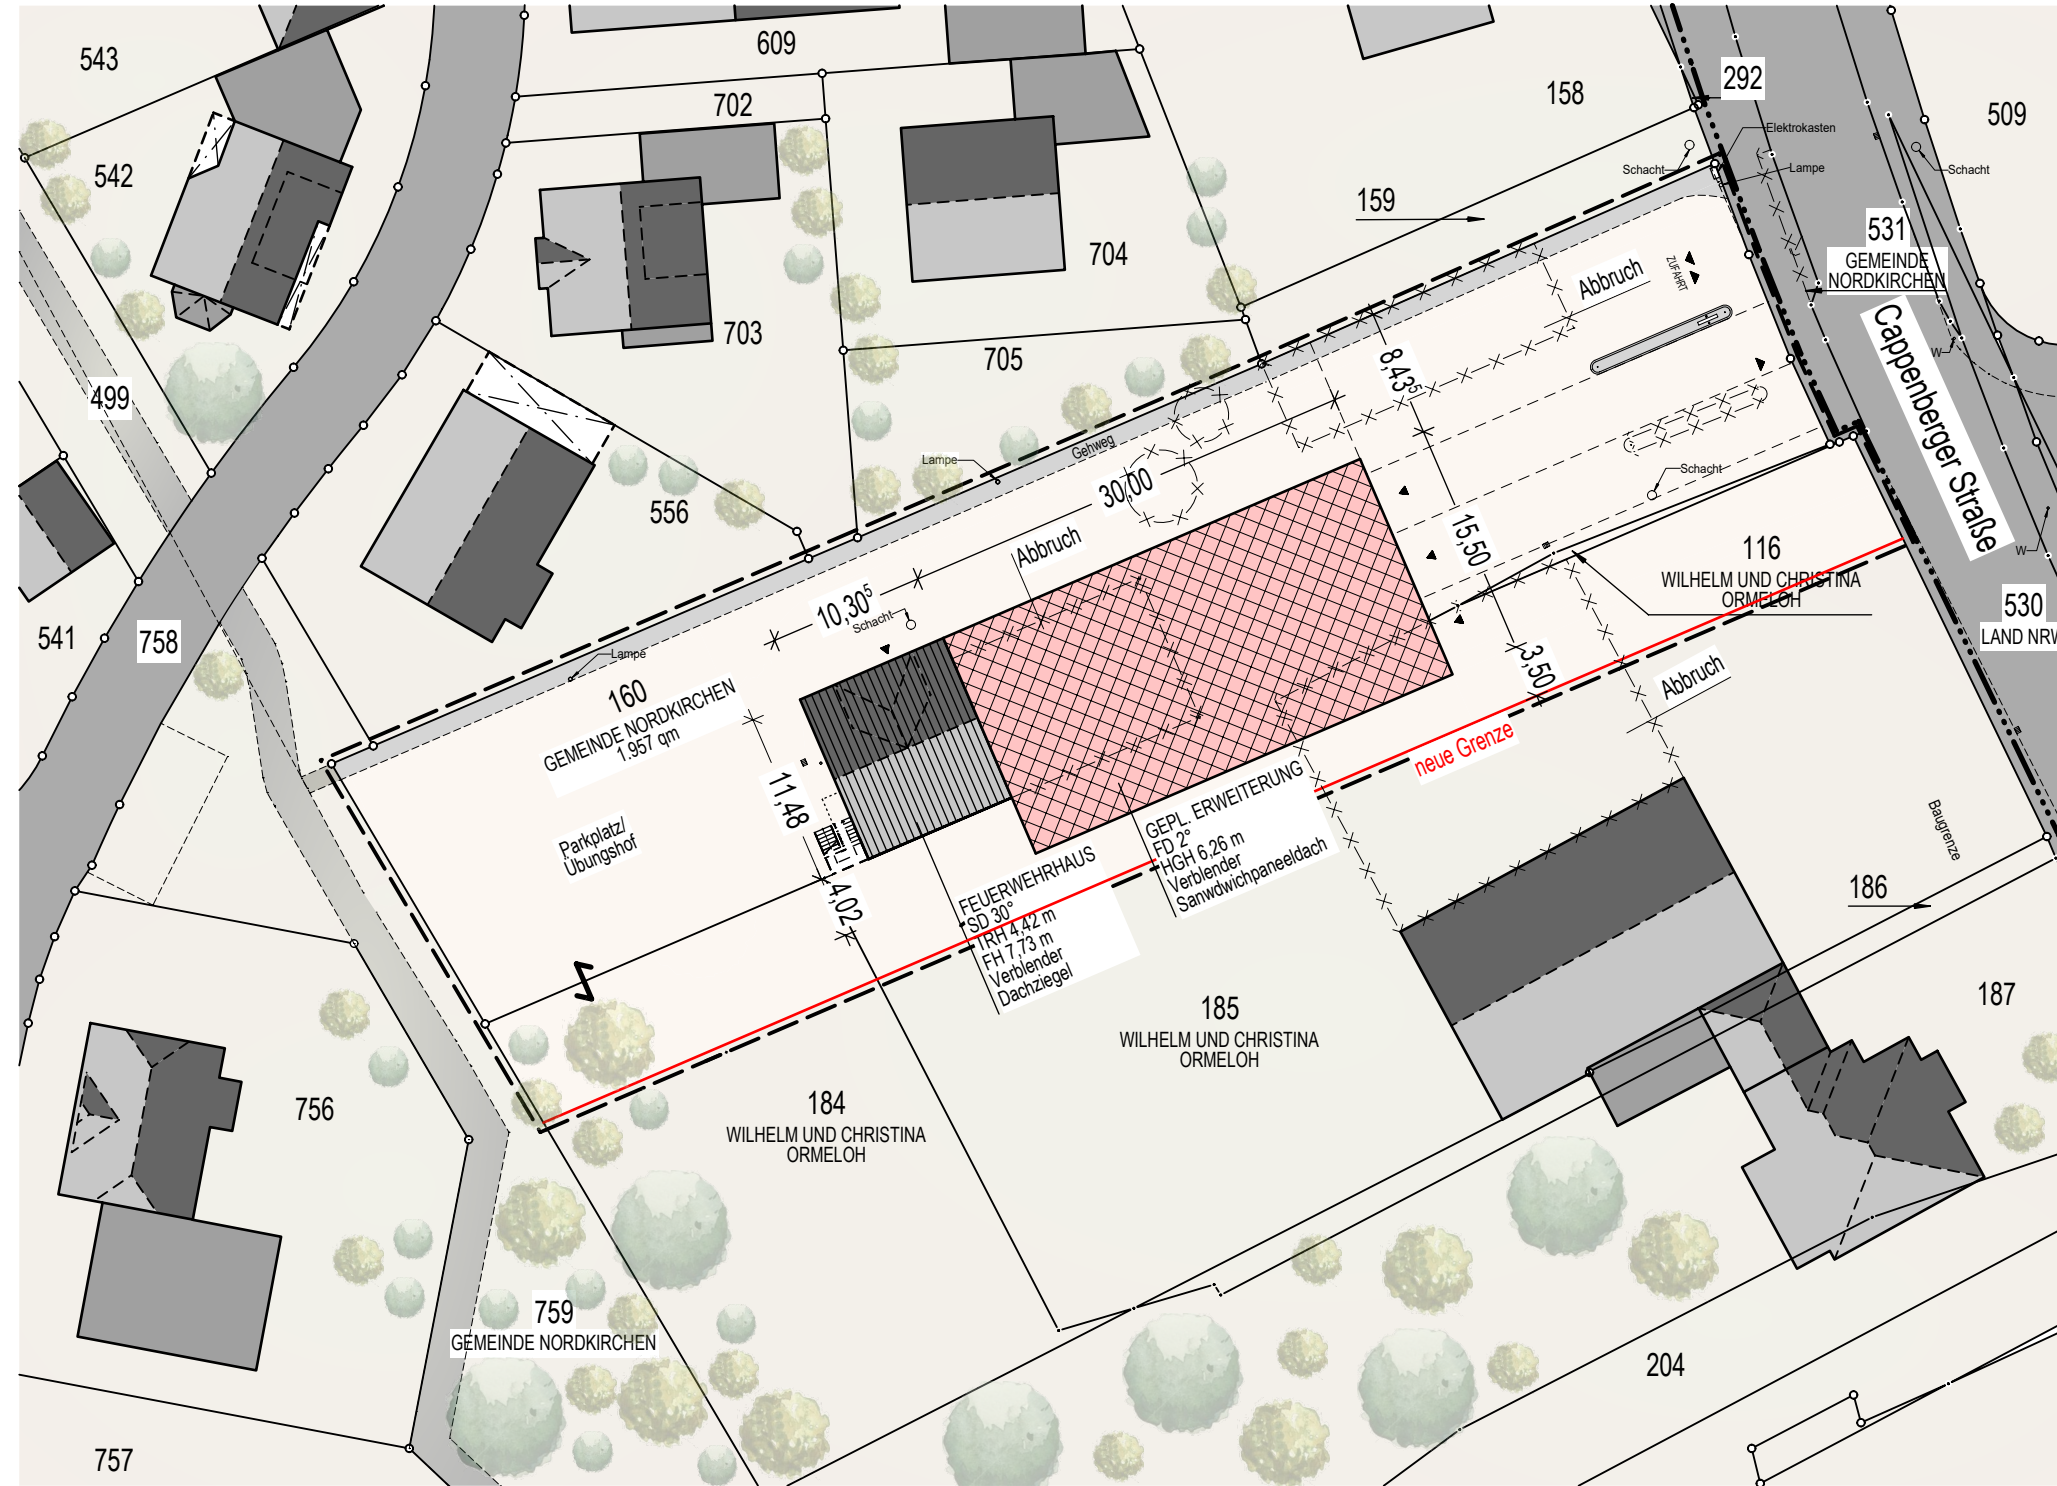 543
609
702
158
292
509
Elektrokasten
Schacht
Lampe
Schacht
542
159
531
GEMEINDE
NORDKIRCHEN
704
Abbruch
ZUFAHRT
703
705
8,43⁵
W
Cappenberger Straße
499
Gehweg
Lampe
30,00
Schacht
556
Abbruch
15,50
116
WILHELM UND CHRISTINA
ORMELOH
W
10,30⁵
Schacht
530
LAND NRW
541
758
Lampe
3,50
Abbruch
160
GEMEINDE NORDKIRCHEN
1.957 qm
neue Grenze
11,48
GEPL. ERWEITERUNG
FD 2°
HGH 6,26 m
Verblender
Sanwdwichpaneeldach
Parkplatz/
Übungshof
Baugrenze
FEUERWEHRHAUS
SD 30°
TRH 4,42 m
FH 7,73 m
Verblender
Dachziegel
4,02
186
187
185
WILHELM UND CHRISTINA
ORMELOH
756
184
WILHELM UND CHRISTINA
ORMELOH
759
GEMEINDE NORDKIRCHEN
204
757